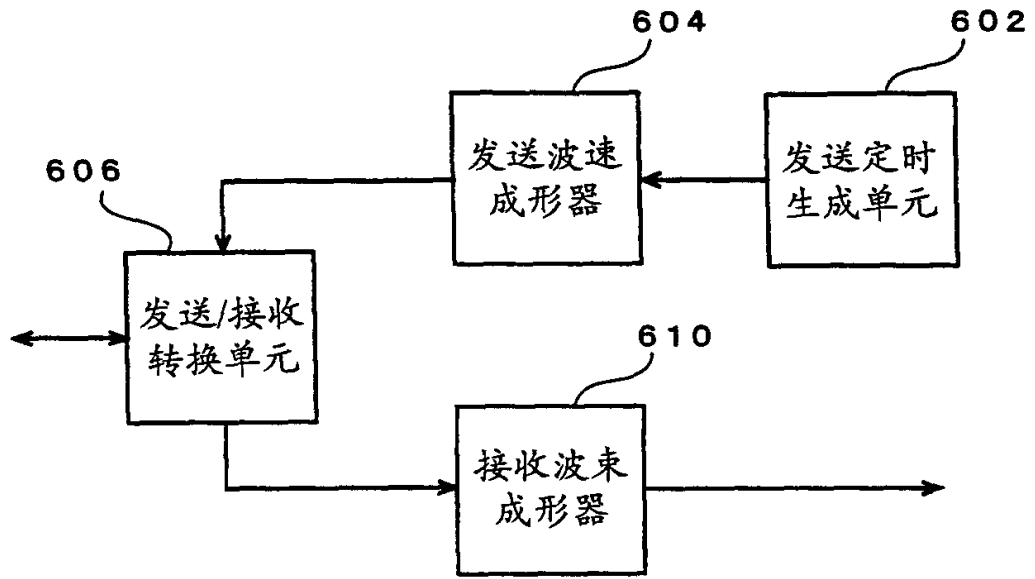 604
602
发送波速
成形器
发送定时
生成单元
606
发送/接收
转换单元
610
接收波束
成形器